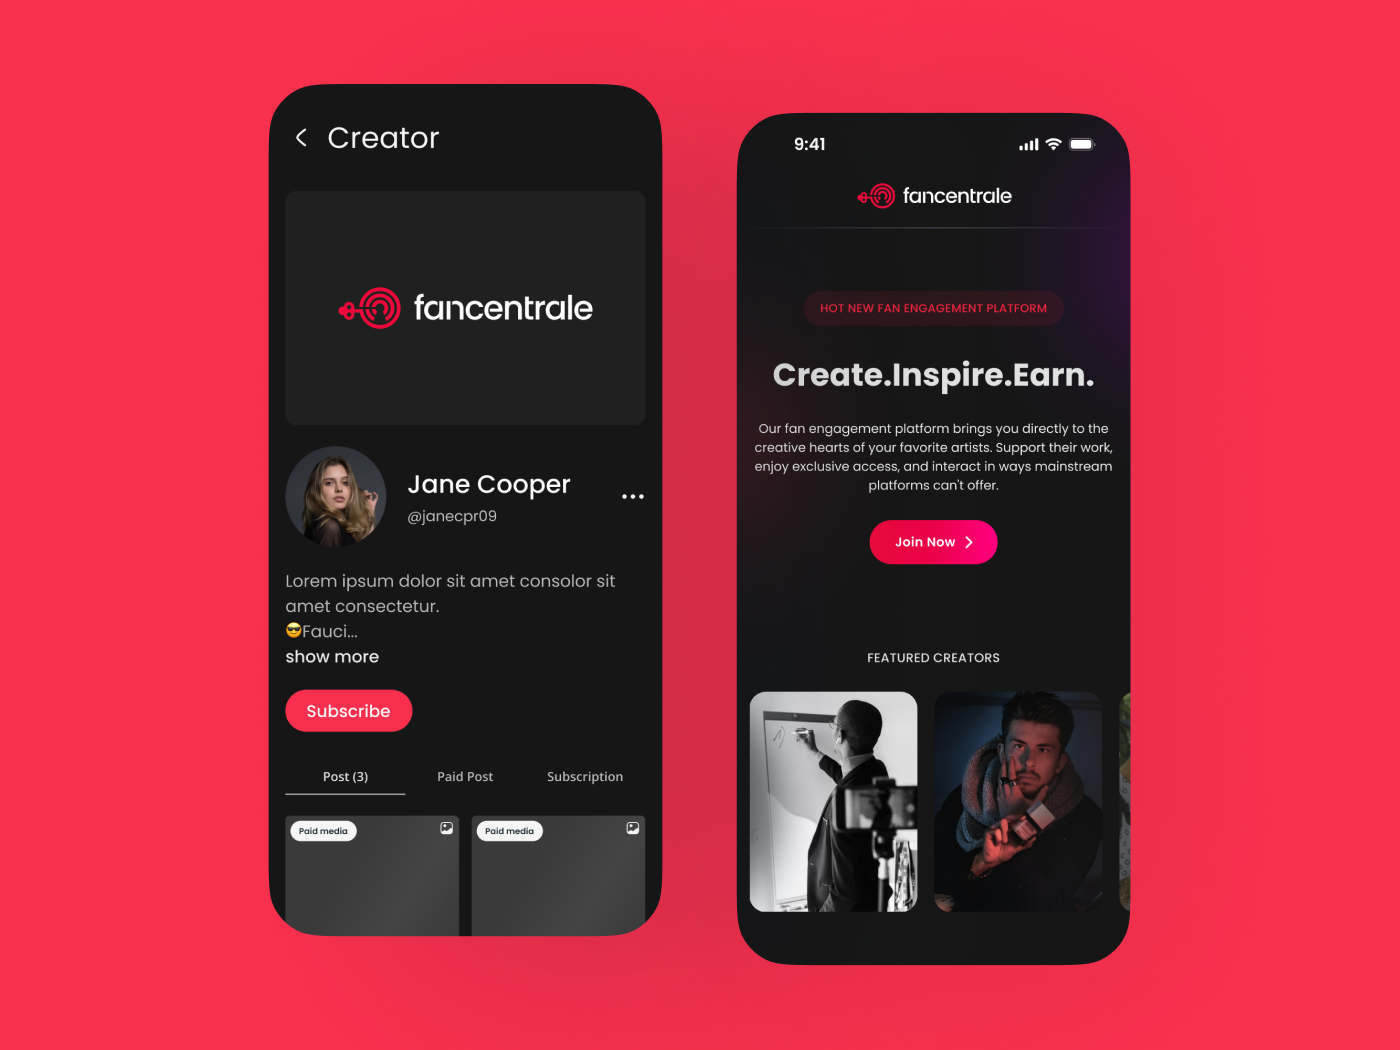 Creator
fancentrale
Jane Cooper
@janecpr09
Lorem ipsum dolor sit amet consolor sit
amet consectetur.
😎Fauci...
show more
Subscribe
Post (3) Paid Post Subscription
Paid media Paid media
9:41
fancentrale
HOT NEW FAN ENGAGEMENT PLATFORM
Create.Inspire.Earn.
Our fan engagement platform brings you directly to the
creative hearts of your favorite artists. Support their work,
enjoy exclusive access, and interact in ways mainstream
platforms can't offer.
Join Now
FEATURED CREATORS